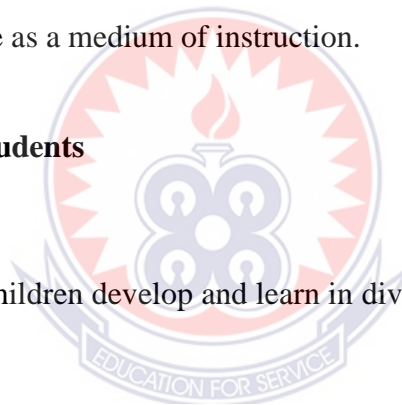 as a medium of instruction.
udents
hildren develop and learn in div
EDUCATION FOR SERVICE